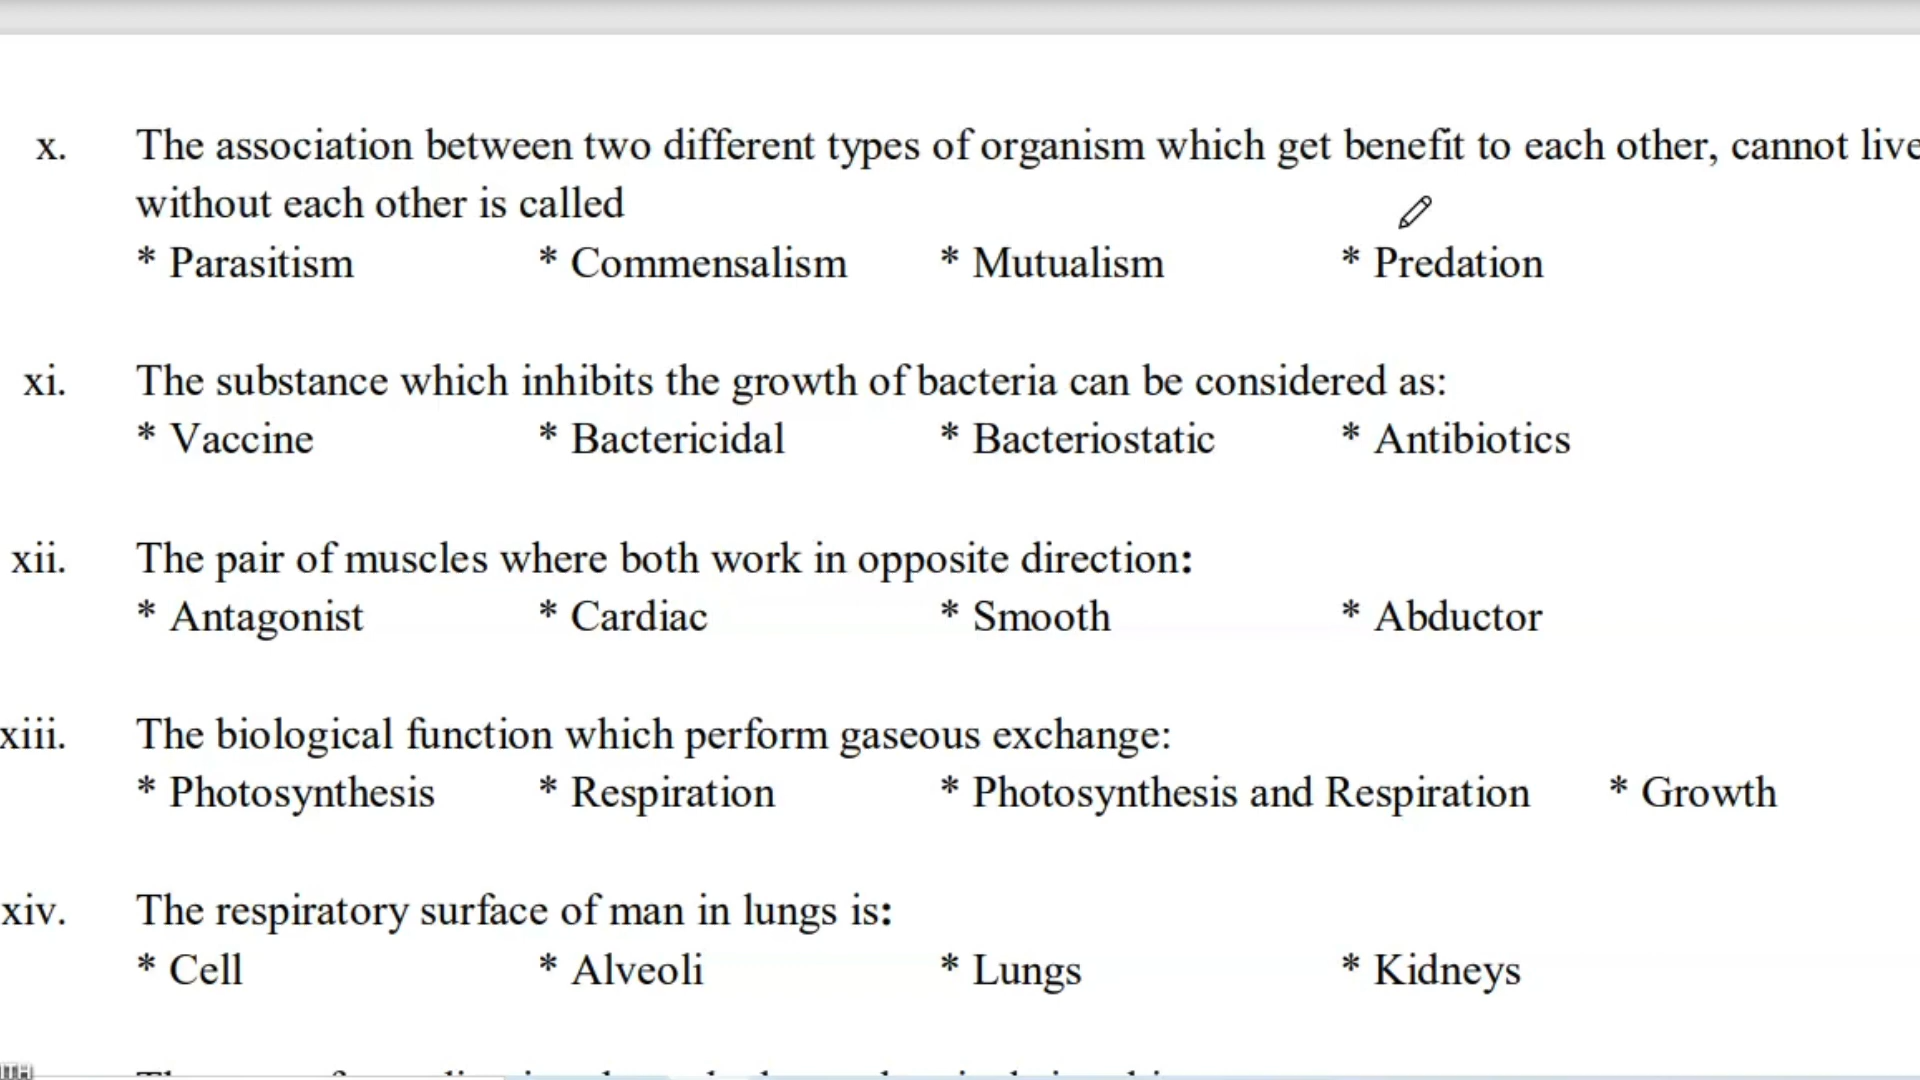 x. The association between two different types of organism which get benefit to each other, cannot live
without each other is called
* Parasitism * Commensalism * Mutualism * Predation
xi. The substance which inhibits the growth of bacteria can be considered as:
* Vaccine * Bactericidal * Bacteriostatic * Antibiotics
xii. The pair of muscles where both work in opposite direction:
* Antagonist * Cardiac * Smooth * Abductor
xiii. The biological function which perform gaseous exchange:
* Photosynthesis * Respiration * Photosynthesis and Respiration * Growth
xiv. The respiratory surface of man in lungs is:
* Cell * Alveoli * Lungs * Kidneys